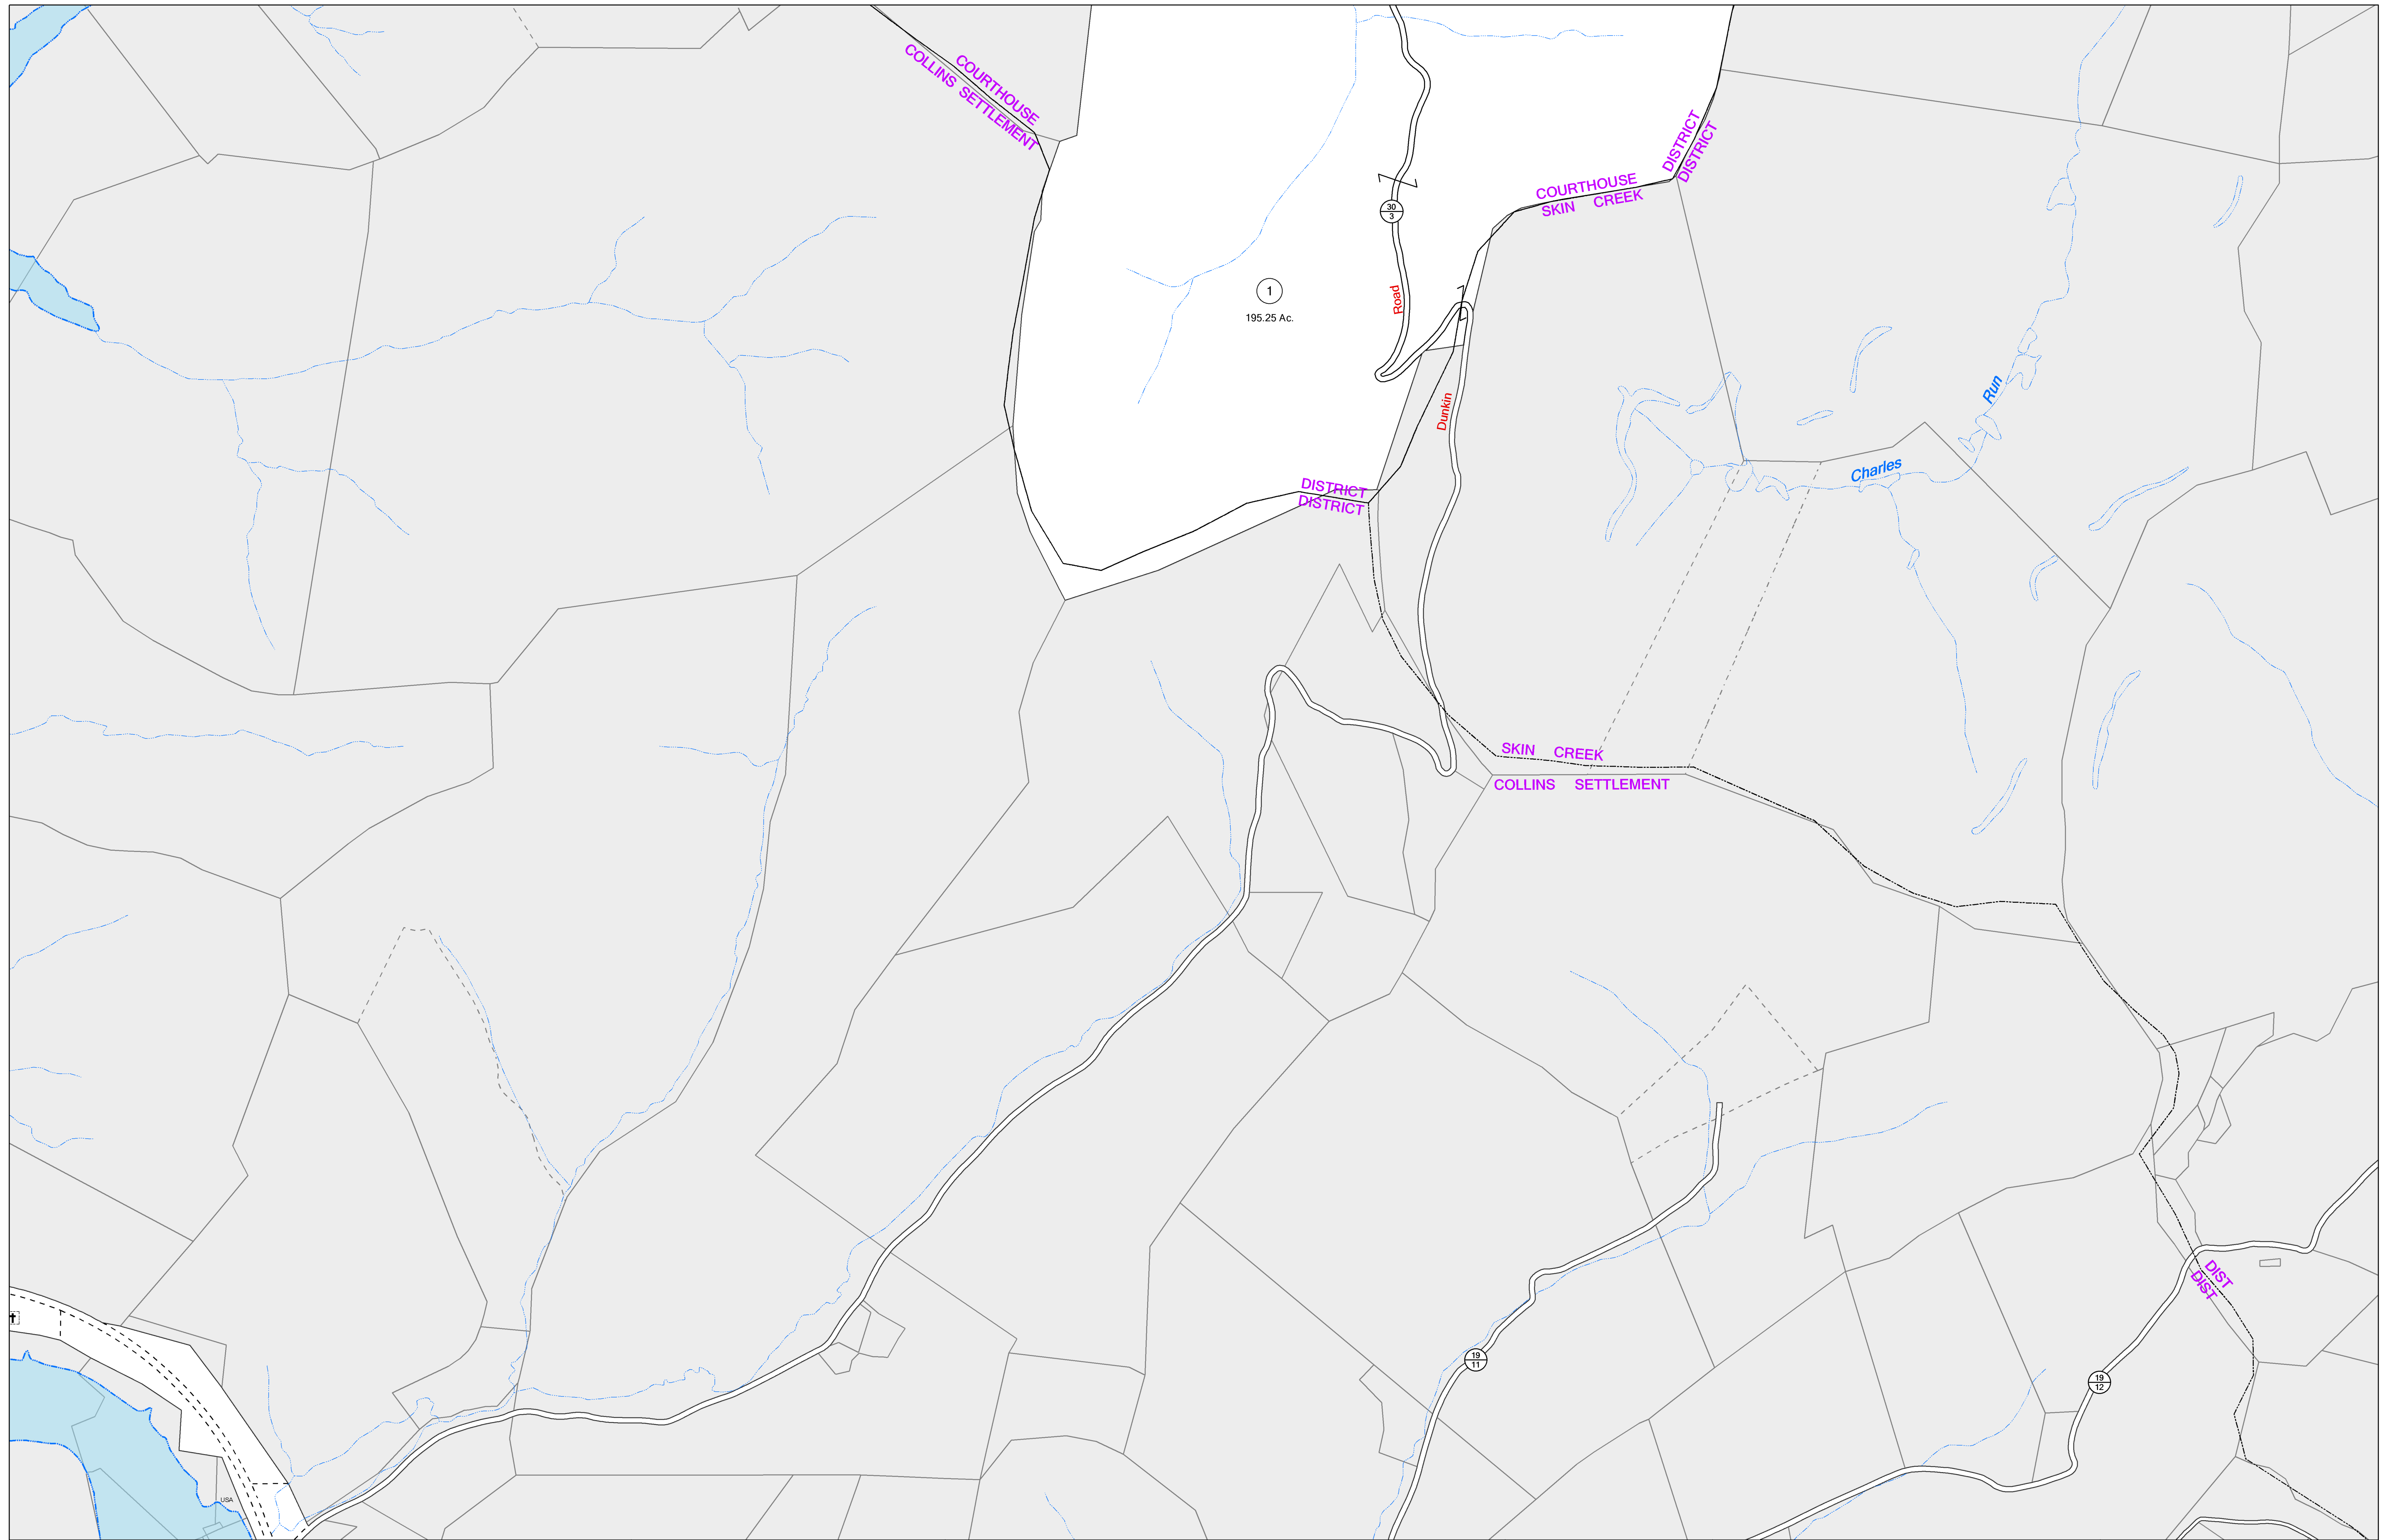 COURTHOUSE
COLLINS SETTLEMENT
DISTRICT
DISTRICT
COURTHOUSE
SKIN CREEK
30
3
1
195.25 Ac.
Road
Dunkin
Run
Charles
DISTRICT
DISTRICT
SKIN CREEK
COLLINS SETTLEMENT
DIST
DIST
19
11
19
12
USA